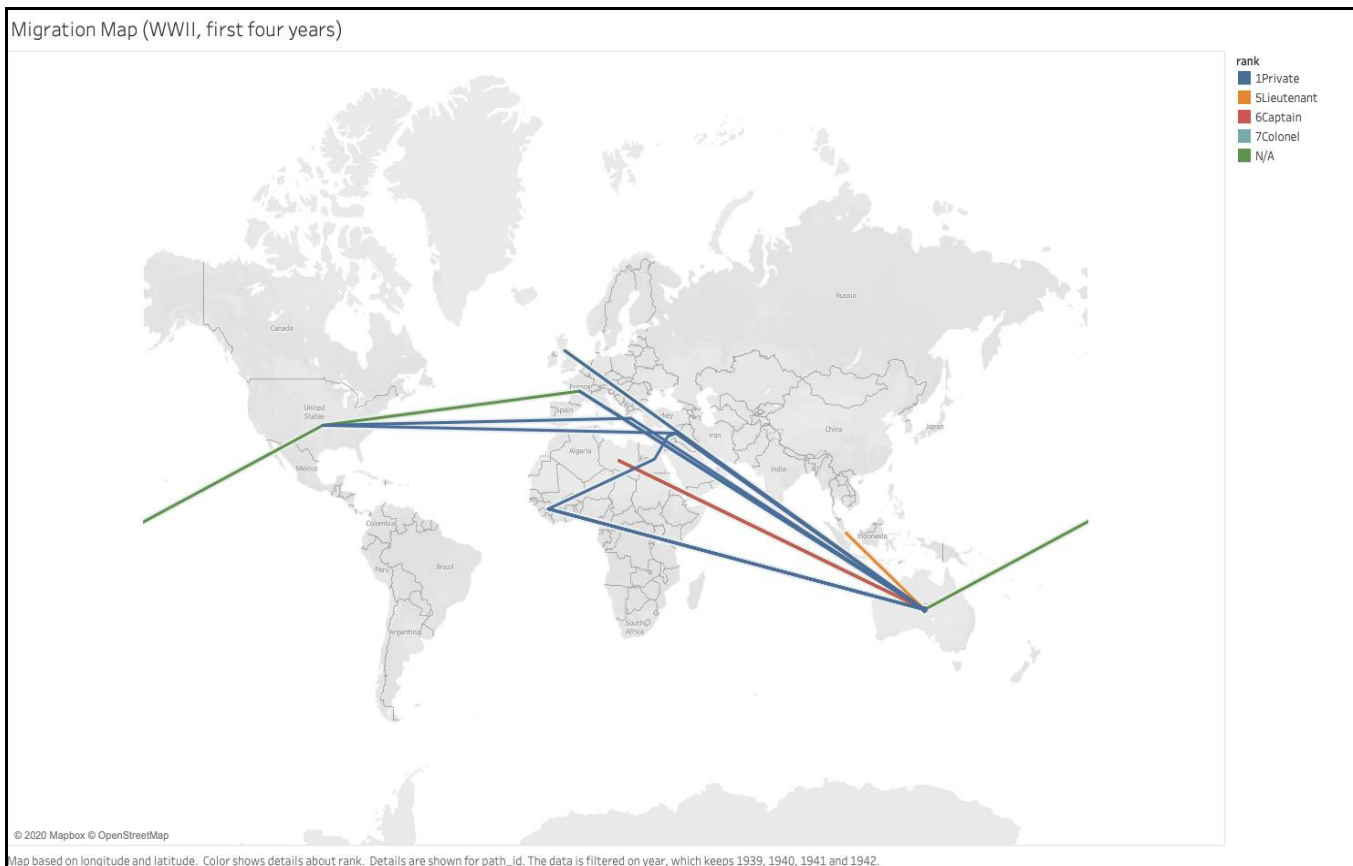 Migration Map (WWII, first four years)
rank
1Private
5Lieutenant
6Captain
7Colonel
N/A
Russia
Canada
France
United
States
Spain
Iran
China
Japan
Algeria
Mexico
India
Colombia
Indonesia
Peru
Brazil
South
Africa
Argentina
© 2020 Mapbox © OpenStreetMap
Map based on longitude and latitude. Color shows details about rank. Details are shown for path_id. The data is filtered on year, which keeps 1939, 1940, 1941 and 1942.